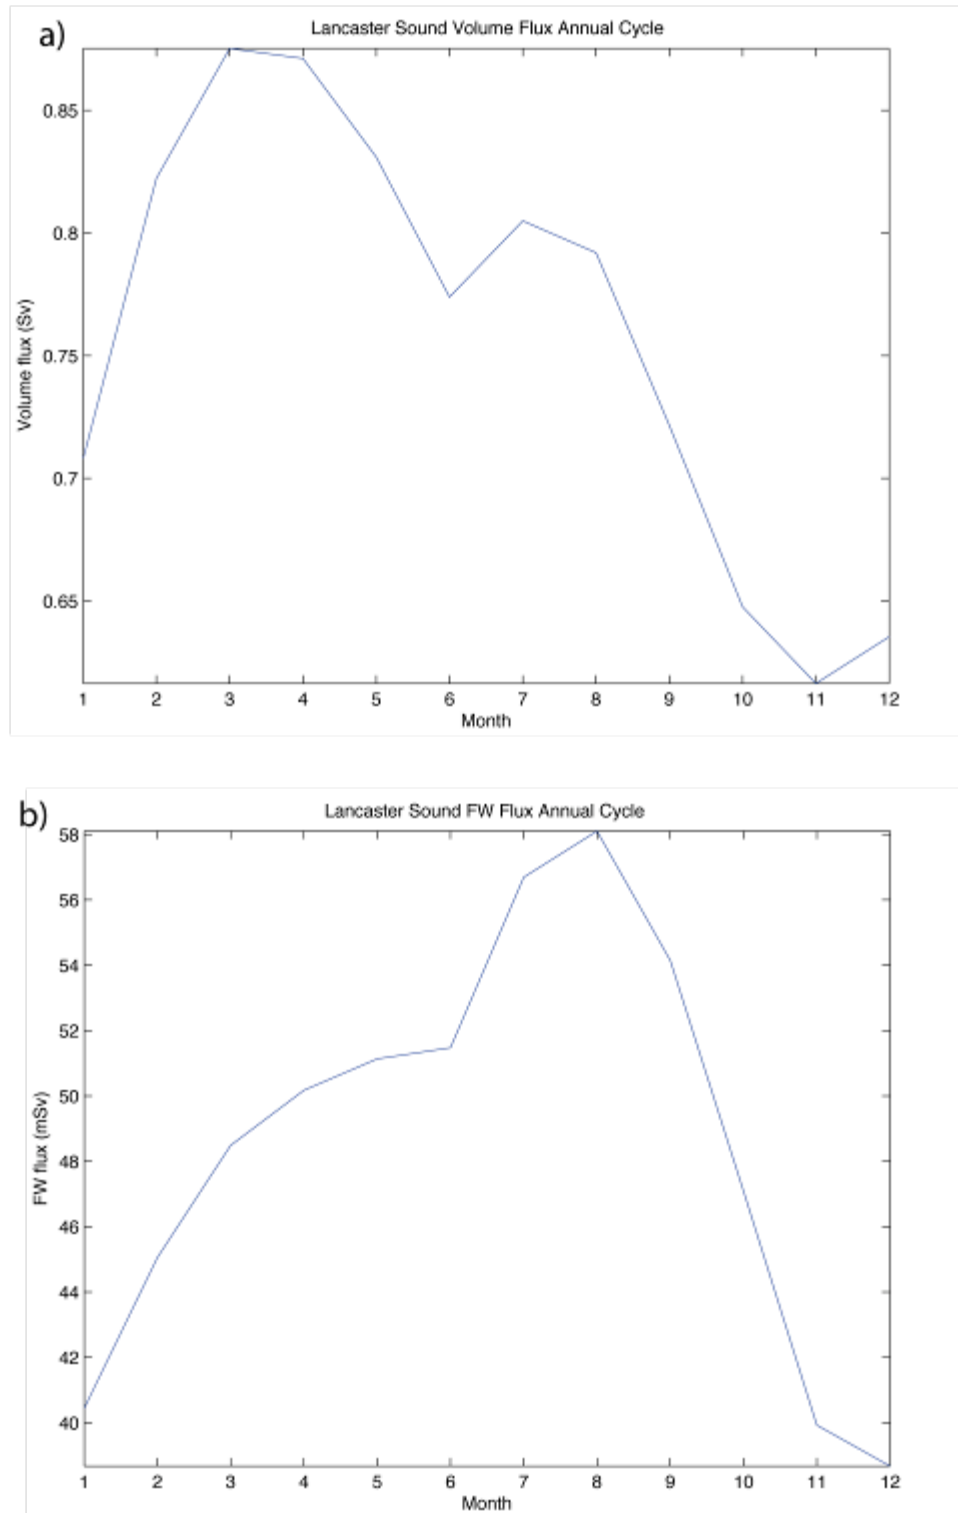 a)
Lancaster Sound Volume Flux Annual Cycle
0.85
0.8
0.75
0.7
0.65
Volume flux (Sv)
1 2 3 4 5 6 7 8 9 10 11 12
Month
b)
Lancaster Sound FW Flux Annual Cycle
58
56
54
52
50
48
46
44
42
40
FW flux (mSv)
1 2 3 4 5 6 7 8 9 10 11 12
Month